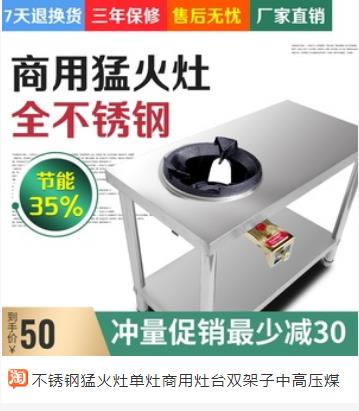 7天退换货 三年保修 售后无忧 厂家直销
商用猛火灶
全不锈钢
节能
35%
到手价
¥50 冲量促销最少减30
淘 不锈钢猛火灶单灶商用灶台双架子中高压煤